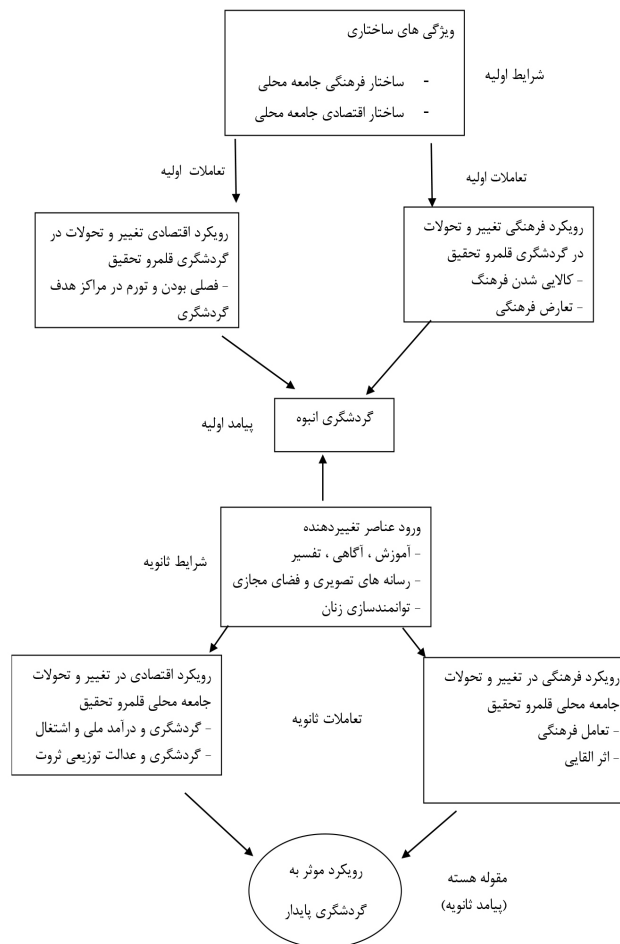 ویژگی های ساختاری
- ساختار فرهنگی جامعه محلی
- ساختار اقتصادی جامعه محلی
شرایط اولیه
تعاملات اولیه
تعاملات اولیه
رویکرد فرهنگی تغییر و تحولات
در گردشگری قلمرو تحقیق
- کالایی شدن فرهنگ
- تعارض فرهنگی
رویکرد اقتصادی تغییر و تحولات در
گردشگری قلمرو تحقیق
- فصلی بودن و تورم در مراکز هدف
گردشگری
گردشگری انبوه
پیامد اولیه
ورود عناصر تغییردهنده
- آموزش ، آگاهی ، تفسیر
- رسانه های تصویری و فضای مجازی
- توانمندسازی زنان
شرایط ثانویه
رویکرد فرهنگی در تغییر و تحولات
جامعه محلی قلمرو تحقیق
- تعامل فرهنگی
- اثر القایی
تعاملات ثانویه
رویکرد اقتصادی در تغییر و تحولات
جامعه محلی قلمرو تحقیق
- گردشگری و درآمد ملی و اشتغال
- گردشگری و عدالت توزیعی ثروت
رویکرد موثر به
گردشگری پایدار
مقوله هسته
(پیامد ثانویه)